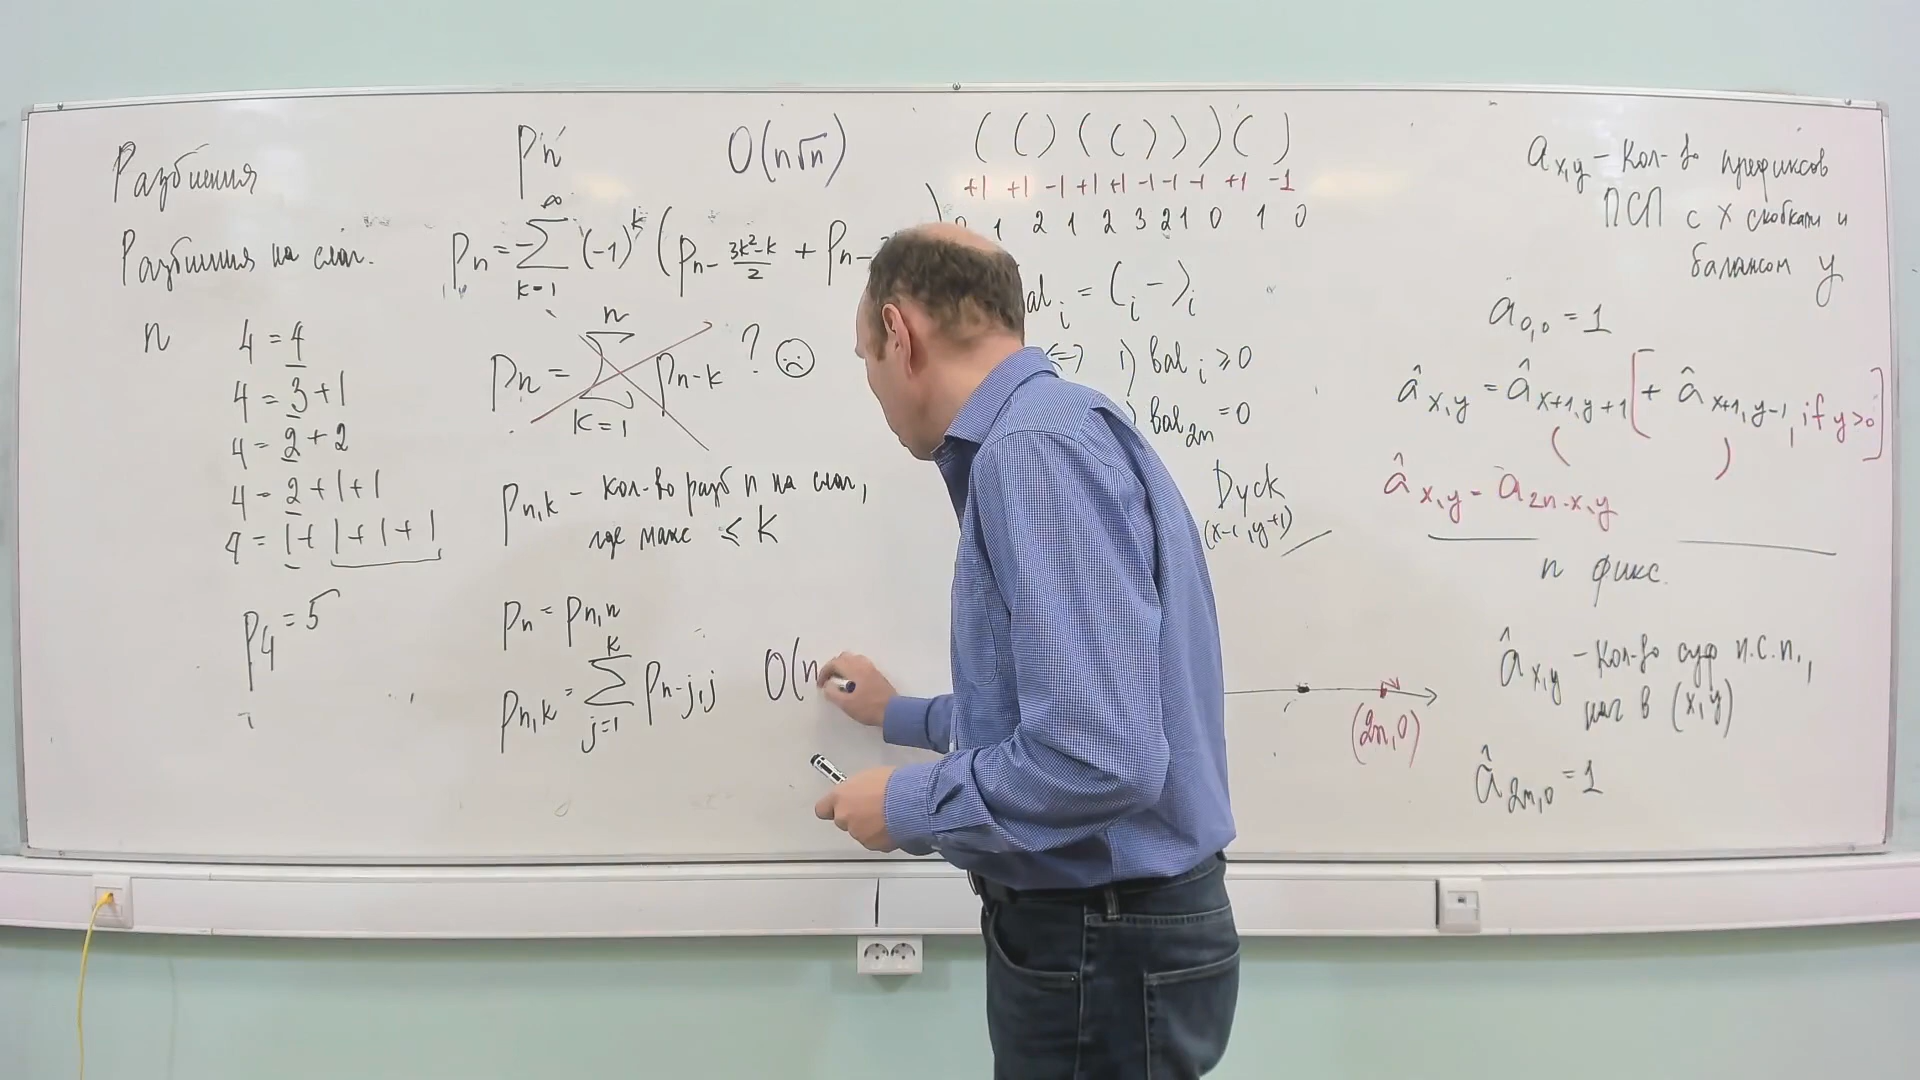 Разбиения
Разбиения на слаг.
n
4 = 4
4 = 3 + 1
4 = 2 + 2
4 = 2 + 1 + 1
4 = 1 + 1 + 1 + 1
p₄ = 5
pₙ
O(n√n)
pₙ = -∑_{k=1}^{∞} (-1)^k (p_{n - (3k²-k)/2} + p_{n-
pₙ = ∑_{k=1}^{n} p_{n-k} ? ☹
p_{n,k} - кол-во разб n на слаг,
где макс ≤ k
pₙ = p_{n,n}
p_{n,k} = ∑_{j=1}^{k} p_{n-j,j} O(n
( ( ) ( ( ) ) ) ( )
+1 +1 -1 +1 +1 -1 -1 -1 +1 -1
1 2 1 2 3 2 1 0 1 0
bal_i = (_i - )_i
<=> 1) bal_i ≥ 0
) bal_{2n} = 0
Dyck
(x-1, y+1)
(2n,0)
a_{x,y} - кол-во префиксов
ПСП с x скобками и
балансом y
a_{0,0} = 1
â_{x,y} = â_{x+1,y+1} [+ â_{x+1,y-1}, if y>0]
( )
â_{x,y} = a_{2n-x,y}
n фикс.
â_{x,y} - кол-во суф п.с.п.,
нач в (x,y)
â_{2n,0} = 1